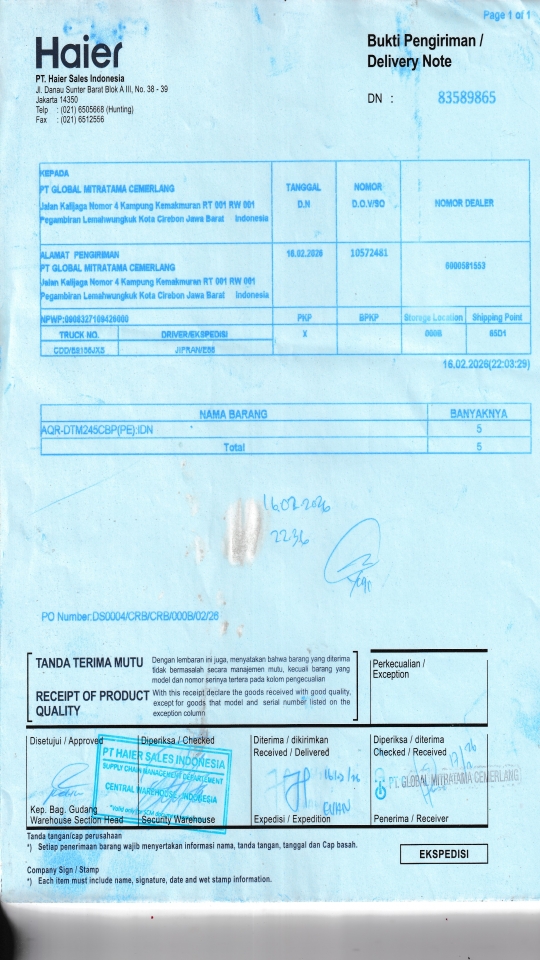 Page 1 of 1
Haier
Bukti Pengiriman /
Delivery Note
PT. Haier Sales Indonesia
Jl. Danau Sunter Barat Blok A III, No. 38 - 39
Jakarta 14350
Telp : (021) 6505668 (Hunting)
Fax : (021) 6512556
DN : 83589865
KEPADA
PT GLOBAL MITRATAMA CEMERLANG
Jalan Kalijaga Nomor 4 Kampung Kemakmuran RT 001 RW 001
Pegambiran Lemahwungkuk Kota Cirebon Jawa Barat Indonesia
TANGGAL
D.N
NOMOR
D.O./SO
NOMOR DEALER
ALAMAT PENGIRIMAN
PT GLOBAL MITRATAMA CEMERLANG
Jalan Kalijaga Nomor 4 Kampung Kemakmuran RT 001 RW 001
Pegambiran Lemahwungkuk Kota Cirebon Jawa Barat Indonesia
16.02.2026
10572481
PKP
BPKP
Storage Location
Shipping Point
TRUCK NO.
DRIVER/EKSPEDISI
X
000B
16.02.2026(22:03:29)
NAMA BARANG
BANYAKNYA
AQR-DTM245CBP(PE):IDN
5
Total
5
16.02.2026
22.36
PO Number:DS0004/CRB/CRB/000B/02/26
TANDA TERIMA MUTU
Dengan lembaran ini juga, menyatakan bahwa barang yang diterima
tidak bermasalah secara manajemen mutu, kecuali barang yang
model dan nomor serinya tertera pada kolom pengecualian
RECEIPT OF PRODUCT
QUALITY
With this receipt declare the goods received with good quality,
except for goods that model and serial number listed on the
exception column
Perkecualian /
Exception
Disetujui / Approved
Diperiksa / Checked
Diterima / dikirimkan
Received / Delivered
Diperiksa / diterima
Checked / Received
PT HAIER SALES INDONESIA
SUPPLY CHAIN MANAGEMENT DEPARTEMENT
CENTRAL WAREHOUSE - INDONESIA
PT GLOBAL MITRATAMA CEMERLANG
Kep. Bag. Gudang
Warehouse Section Head
Security Warehouse
Expedisi / Expedition
Penerima / Receiver
Tanda tangan/cap perusahaan
*) Setiap penerimaan barang wajib menyertakan informasi nama, tanda tangan, tanggal dan Cap basah.
EKSPEDISI
Company Sign / Stamp
*) Each item must include name, signature, date and wet stamp information.